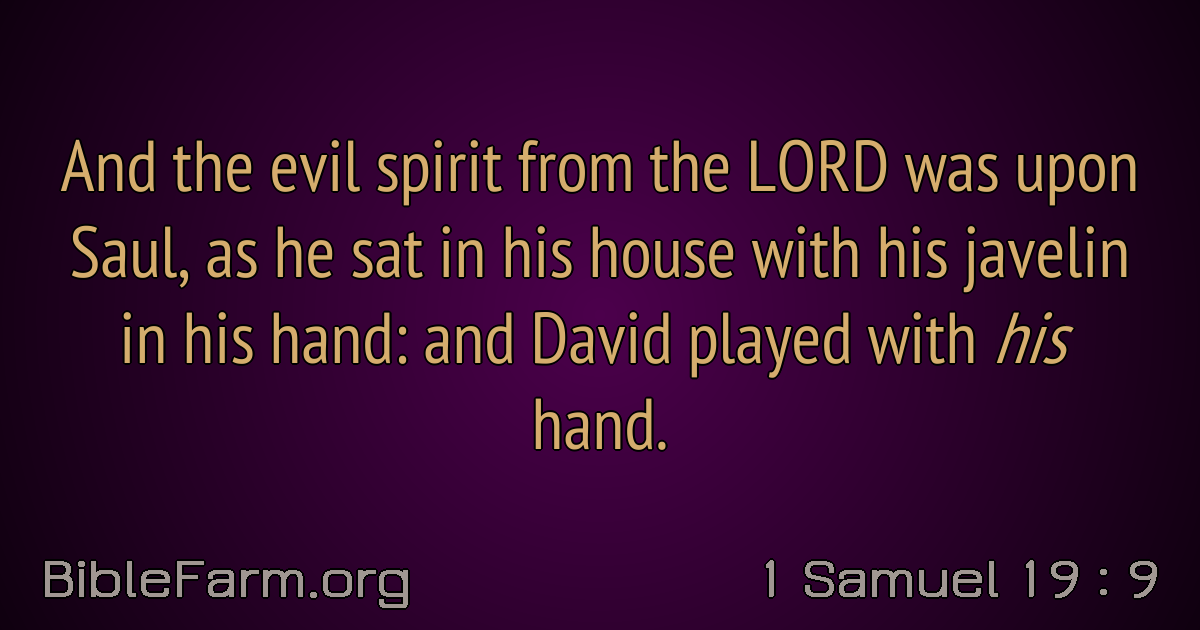 And the evil spirit from the LORD was upon
Saul, as he sat in his house with his javelin
in his hand: and David played with his
hand.
BibleFarm.org
1 Samuel 19 : 9